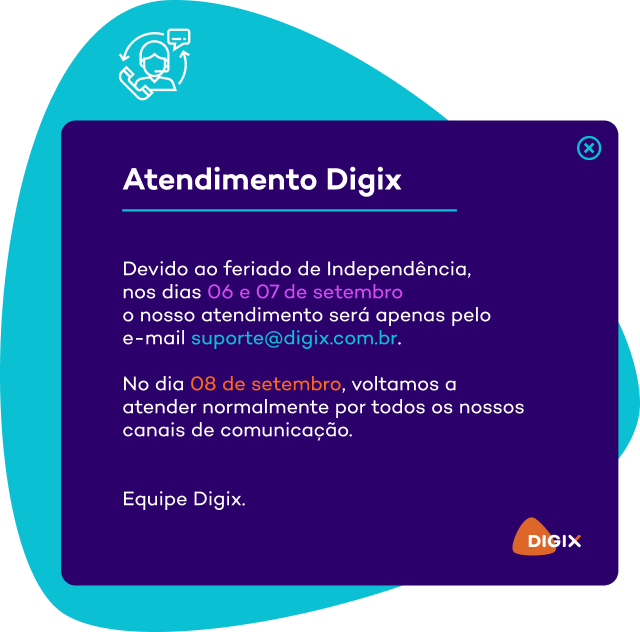 Atendimento Digix
Devido ao feriado de Independência,
nos dias 06 e 07 de setembro
o nosso atendimento será apenas pelo
e-mail suporte@digix.com.br.
No dia 08 de setembro, voltamos a
atender normalmente por todos os nossos
canais de comunicação.
Equipe Digix.
DIGIX